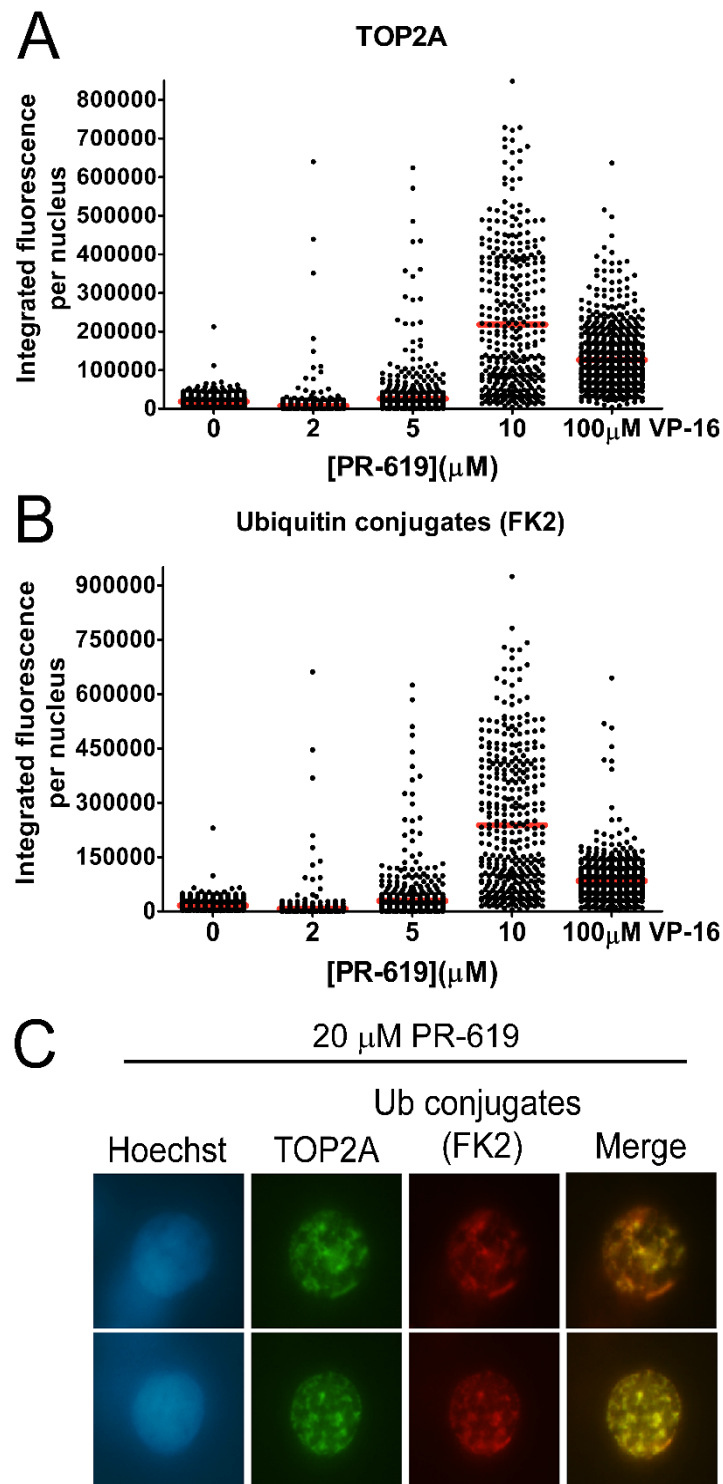 A
TOP2A
Integrated fluorescence
per nucleus
800000
700000
600000
500000
400000
300000
200000
100000
0
0 2 5 10 100μM VP-16
[PR-619](μM)
B
Ubiquitin conjugates (FK2)
Integrated fluorescence
per nucleus
900000
750000
600000
450000
300000
150000
0
0 2 5 10 100μM VP-16
[PR-619](μM)
C
20 μM PR-619
Ub conjugates
Hoechst TOP2A (FK2) Merge